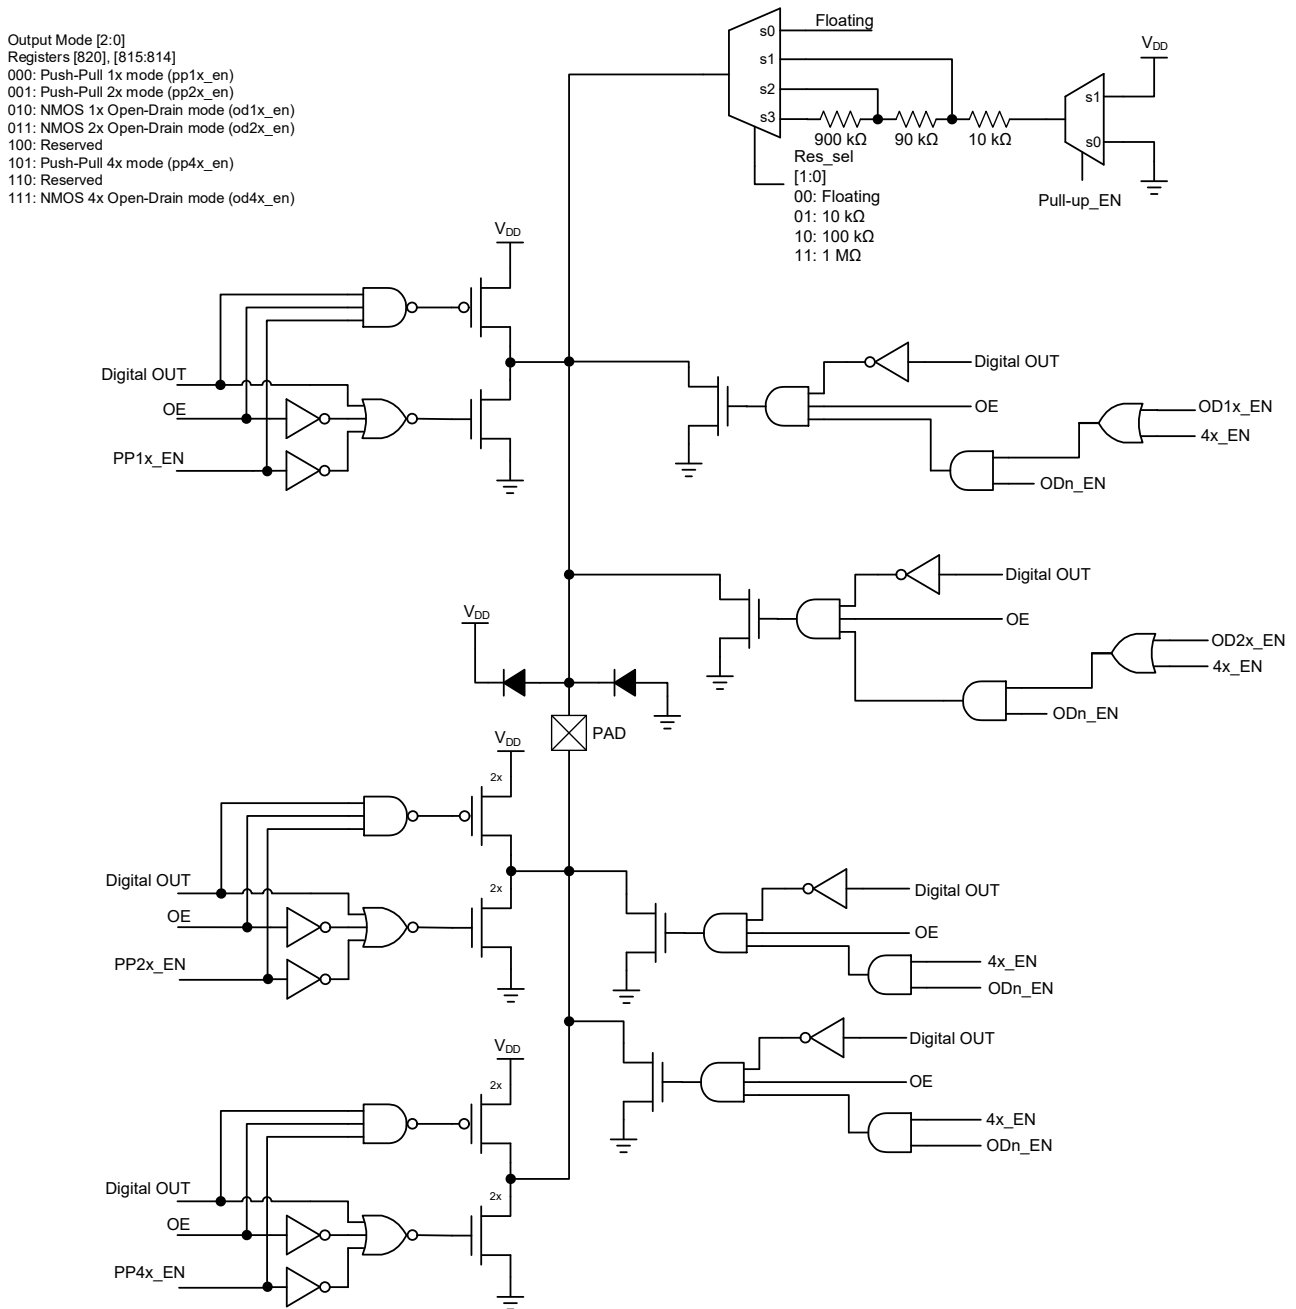 Output Mode [2:0]
Registers [820], [815:814]
000: Push-Pull 1x mode (pp1x_en)
001: Push-Pull 2x mode (pp2x_en)
010: NMOS 1x Open-Drain mode (od1x_en)
011: NMOS 2x Open-Drain mode (od2x_en)
100: Reserved
101: Push-Pull 4x mode (pp4x_en)
110: Reserved
111: NMOS 4x Open-Drain mode (od4x_en)
Floating
s0
s1
s2
s3
900 kΩ
90 kΩ
10 kΩ
VDD
s1
s0
Pull-up_EN
Res_sel
[1:0]
00: Floating
01: 10 kΩ
10: 100 kΩ
11: 1 MΩ
VDD
Digital OUT
OE
PP1x_EN
Digital OUT
OE
OD1x_EN
4x_EN
ODn_EN
Digital OUT
OE
OD2x_EN
4x_EN
ODn_EN
VDD
PAD
VDD
2x
2x
Digital OUT
OE
PP2x_EN
Digital OUT
OE
4x_EN
ODn_EN
Digital OUT
OE
4x_EN
ODn_EN
VDD
2x
2x
Digital OUT
OE
PP4x_EN